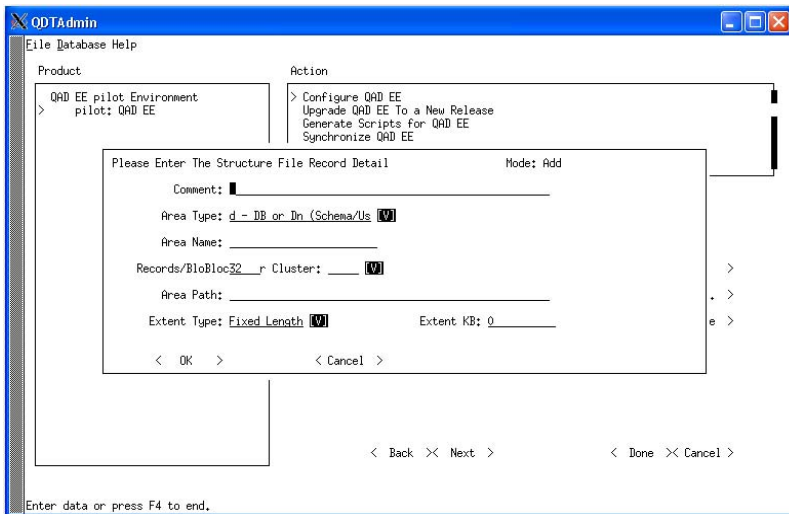 QDTAdmin
File Database Help
Product Action
QAD EE pilot Environment
> pilot: QAD EE
> Configure QAD EE
Upgrade QAD EE To a New Release
Generate Scripts for QAD EE
Synchronize QAD EE
Please Enter The Structure File Record Detail Mode: Add
Comment:
Area Type: d - DB or Dn (Schema/Us [V]
Area Name:
Records/BloBloc32 r Cluster: [V]
>
Area Path:
. >
Extent Type: Fixed Length [V] Extent KB: 0
e >
< OK > < Cancel >
< Back >< Next > < Done >< Cancel >
Enter data or press F4 to end.